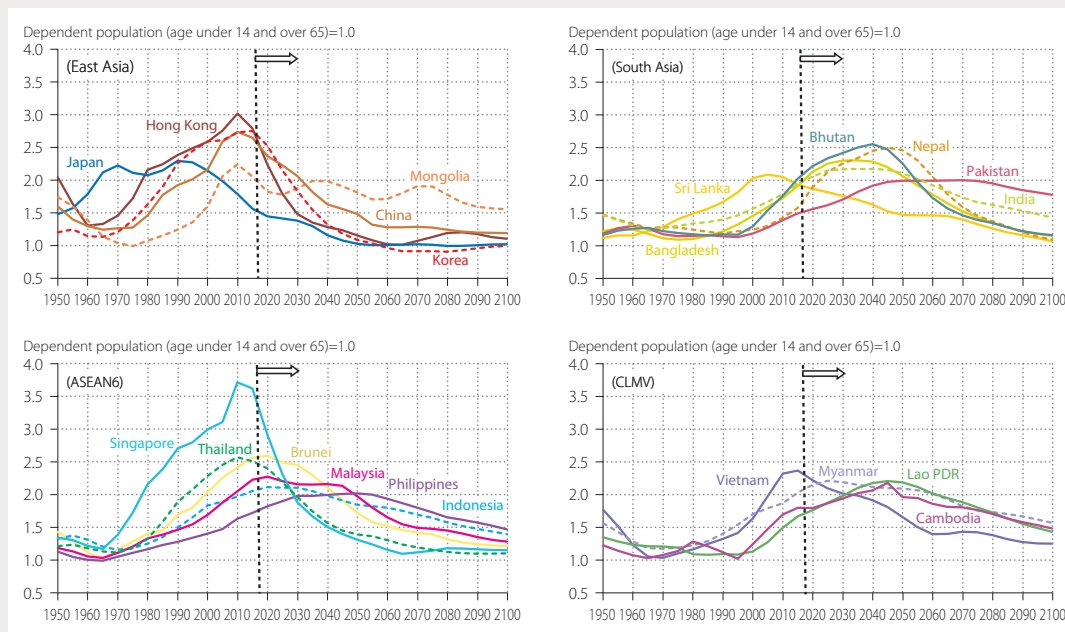 Dependent population (age under 14 and over 65)=1.0
4.0
3.5
3.0
2.5
2.0
1.5
1.0
0.5
(East Asia)
Hong Kong
Japan
Mongolia
China
Korea
1950 1960 1970 1980 1990 2000 2010 2020 2030 2040 2050 2060 2070 2080 2090 2100
Dependent population (age under 14 and over 65)=1.0
4.0
3.5
3.0
2.5
2.0
1.5
1.0
0.5
(South Asia)
Bhutan
Nepal
Pakistan
Sri Lanka
India
Bangladesh
1950 1960 1970 1980 1990 2000 2010 2020 2030 2040 2050 2060 2070 2080 2090 2100
Dependent population (age under 14 and over 65)=1.0
4.0
3.5
3.0
2.5
2.0
1.5
1.0
0.5
(ASEAN6)
Singapore
Thailand
Brunei
Malaysia
Philippines
Indonesia
1950 1960 1970 1980 1990 2000 2010 2020 2030 2040 2050 2060 2070 2080 2090 2100
Dependent population (age under 14 and over 65)=1.0
4.0
3.5
3.0
2.5
2.0
1.5
1.0
0.5
(CLMV)
Vietnam
Myanmar
Lao PDR
Cambodia
1950 1960 1970 1980 1990 2000 2010 2020 2030 2040 2050 2060 2070 2080 2090 2100